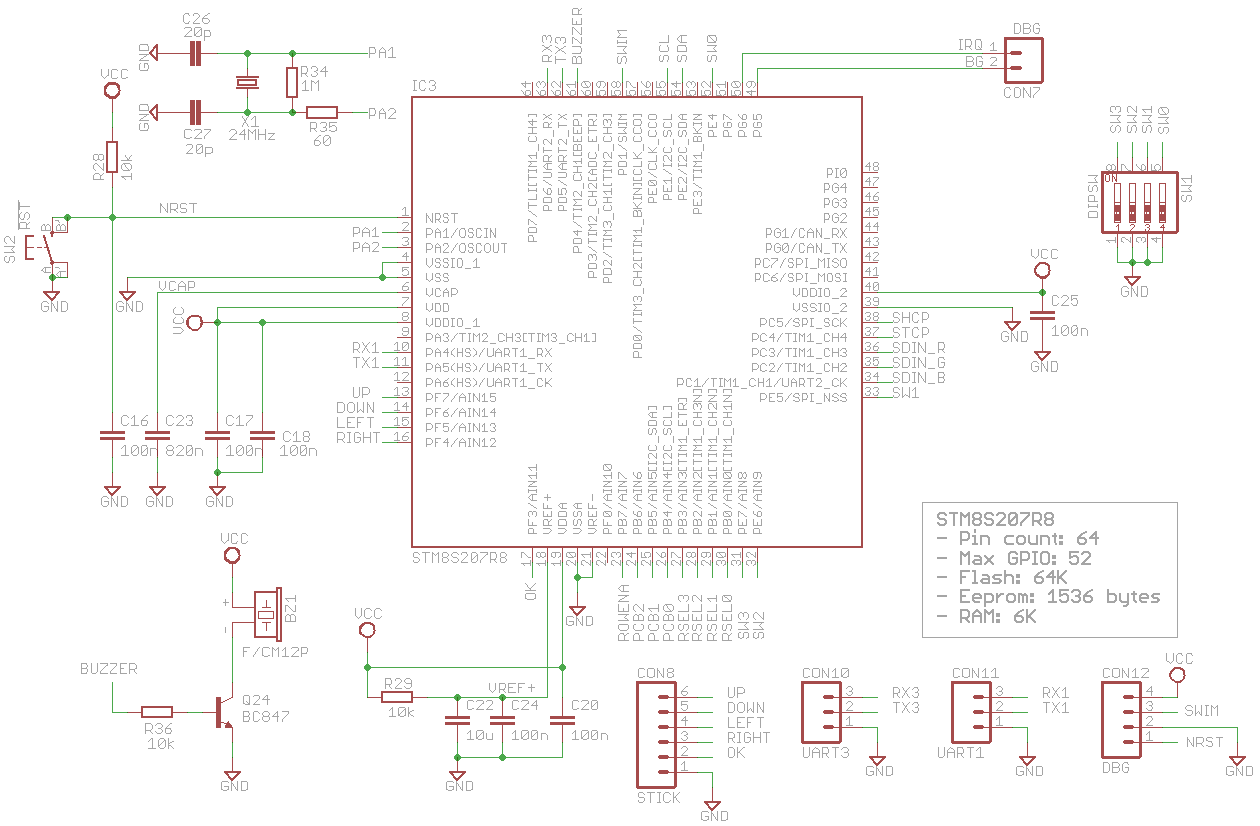 C26
20p
GND
PA1
VCC
R34
1M
GND
C27
20p
X1
24MHz
R35
60
PA2
R28
10k
NRST
RST
SW2
B
B'
A
A'
GND
GND
VCAP
VCC
C16
100n
C23
820n
C17
100n
C18
100n
GND
GND
GND
IC3
STM8S207R8
RX3
TX3
BUZZER
SWIM
SCL
SDA
SW0
64
63
62
61
60
59
58
57
56
55
54
53
52
51
50
49
PD7/TLI[TIM1_CH4]
PD6/UART2_RX
PD5/UART2_TX
PD4/TIM2_CH1[BEEP]
PD3/TIM2_CH2[ADC_ETR]
PD2/TIM3_CH1[TIM2_CH3]
PD1/SWIM
PD0/TIM3_CH2[TIM1_BKIN][CLK_CCO]
PE0/CLK_CCO
PE1/I2C_SCL
PE2/I2C_SDA
PE3/TIM1_BKIN
PE4
PG7
PG6
PG5
1 NRST
PA1 2 PA1/OSCIN
PA2 3 PA2/OSCOUT
4 VSSIO_1
5 VSS
6 VCAP
7 VDD
8 VDDIO_1
9 PA3/TIM2_CH3[TIM3_CH1]
RX1 10 PA4(HS)/UART1_RX
TX1 11 PA5(HS)/UART1_TX
12 PA6(HS)/UART1_CK
UP 13 PF7/AIN15
DOWN 14 PF6/AIN14
LEFT 15 PF5/AIN13
RIGHT 16 PF4/AIN12
PI0 48
PG4 47
PG3 46
PG2 45
PG1/CAN_RX 44
PG0/CAN_TX 43
PC7/SPI_MISO 42
PC6/SPI_MOSI 41
VDDIO_2 40
VSSIO_2 39
PC5/SPI_SCK 38 SHCP
PC4/TIM1_CH4 37 STCP
PC3/TIM1_CH3 36 SDIN_R
PC2/TIM1_CH2 35 SDIN_G
PC1/TIM1_CH1/UART2_CK 34 SDIN_B
PE5/SPI_NSS 33 SW1
PF3/AIN11
VREF+
VDDA
VSSA
VREF-
PF0/AIN10
PB7/AIN7
PB6/AIN6
PB5/AIN5[I2C_SDA]
PB4/AIN4[I2C_SCL]
PB3/AIN3[TIM1_ETR]
PB2/AIN2[TIM1_CH3N]
PB1/AIN1[TIM1_CH2N]
PB0/AIN0[TIM1_CH1N]
PE7/AIN8
PE6/AIN9
17
18
19
20
21
22
23
24
25
26
27
28
29
30
31
32
OK
GND
ROWENA
PCB2
PCB1
PCB0
RSEL3
RSEL2
RSEL1
RSEL0
SW3
SW2
DBG
IRQ 1
BG 2
CON7
SW3
SW2
SW1
SW0
8
7
6
5
ON
DIPSW
SW1
1
2
3
4
1
2
3
4
GND
VCC
C25
100n
GND
GND
STM8S207R8
- Pin count: 64
- Max GPIO: 52
- Flash: 64K
- Eeprom: 1536 bytes
- RAM: 6K
VCC
+
-
BZ1
F/CM12P
BUZZER
R36
10k
Q24
BC847
GND
VCC
R29
10k
VREF+
C22
10u
C24
100n
C20
100n
GND
CON8
6 UP
5 DOWN
4 LEFT
3 RIGHT
2 OK
1
STICK
GND
CON10
3 RX3
2 TX3
1
UART3
GND
CON11
3 RX1
2 TX1
1
UART1
GND
CON12
VCC
4
3 SWIM
2
1 NRST
DBG
GND